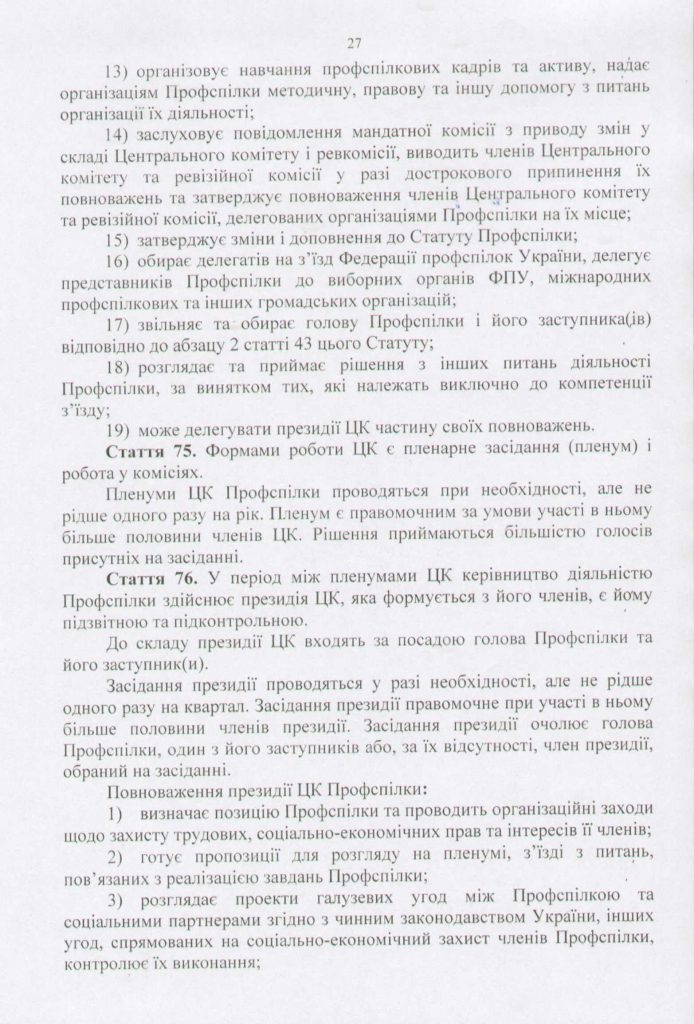 27
13) організовує навчання профспілкових кадрів та активу, надає
організаціям Профспілки методичну, правову та іншу допомогу з питань
організації їх діяльності;
14) заслуховує повідомлення мандатної комісії з приводу змін у
складі Центрального комітету і ревкомісії, виводить членів Центрального
комітету та ревізійної комісії у разі дострокового припинення їх
повноважень та затверджує повноваження членів Центрального комітету
та ревізійної комісії, делегованих організаціями Профспілки на їх місце;
15) затверджує зміни і доповнення до Статуту Профспілки;
16) обирає делегатів на з’їзд Федерації профспілок України, делегує
представників Профспілки до виборних органів ФПУ, міжнародних
профспілкових та інших громадських організацій;
17) звільняє та обирає голову Профспілки і його заступника(ів)
відповідно до абзацу 2 статті 43 цього Статуту;
18) розглядає та приймає рішення з інших питань діяльності
Профспілки, за винятком тих, які належать виключно до компетенції
з’їзду;
19) може делегувати президії ЦК частину своїх повноважень.
Стаття 75. Формами роботи ЦК є пленарне засідання (пленум) і
робота у комісіях.
Пленуми ЦК Профспілки проводяться при необхідності, але не
рідше одного разу на рік. Пленум є правомочним за умови участі в ньому
більше половини членів ЦК. Рішення приймаються більшістю голосів
присутніх на засіданні.
Стаття 76. У період між пленумами ЦК керівництво діяльністю
Профспілки здійснює президія ЦК, яка формується з його членів, є йому
підзвітною та підконтрольною.
До складу президії ЦК входять за посадою голова Профспілки та
його заступник(и).
Засідання президії проводяться у разі необхідності, але не рідше
одного разу на квартал. Засідання президії правомочне при участі в ньому
більше половини членів президії. Засідання президії очолює голова
Профспілки, один з його заступників або, за їх відсутності, член президії,
обраний на засіданні.
Повноваження президії ЦК Профспілки:
1) визначає позицію Профспілки та проводить організаційні заходи
щодо захисту трудових, соціально-економічних прав та інтересів її членів;
2) готує пропозиції для розгляду на пленумі, з’їзді з питань,
пов’язаних з реалізацією завдань Профспілки;
3) розглядає проекти галузевих угод між Профспілкою та
соціальними партнерами згідно з чинним законодавством України, інших
угод, спрямованих на соціально-економічний захист членів Профспілки,
контролює їх виконання;